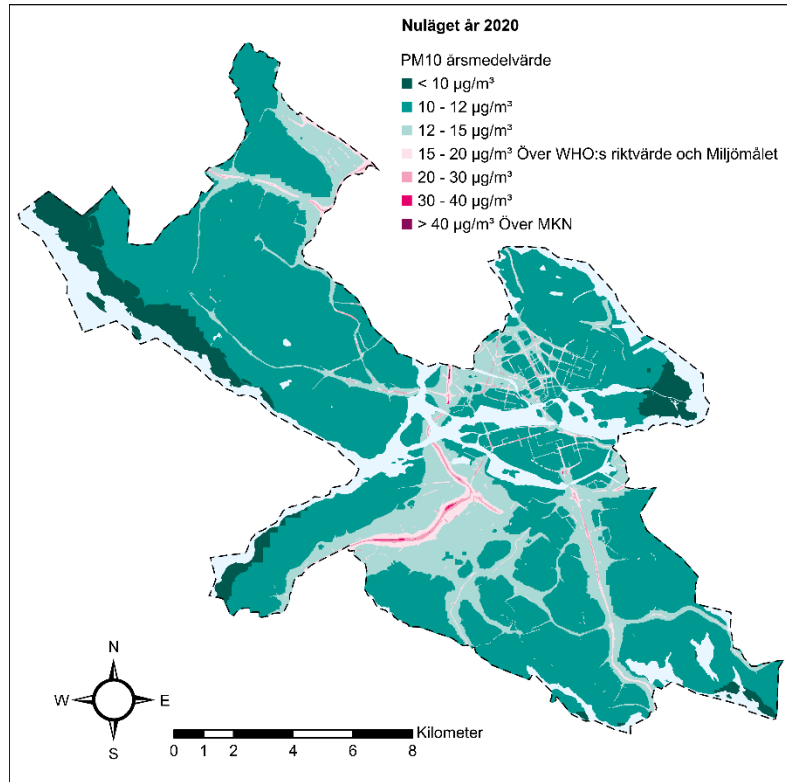 Nuläget år 2020
PM10 årsmedelvärde
< 10 µg/m³
10 - 12 µg/m³
12 - 15 µg/m³
15 - 20 µg/m³ Över WHO:s riktvärde och Miljömålet
20 - 30 µg/m³
30 - 40 µg/m³
> 40 µg/m³ Över MKN
N
W E
S
Kilometer
0 1 2 4 6 8